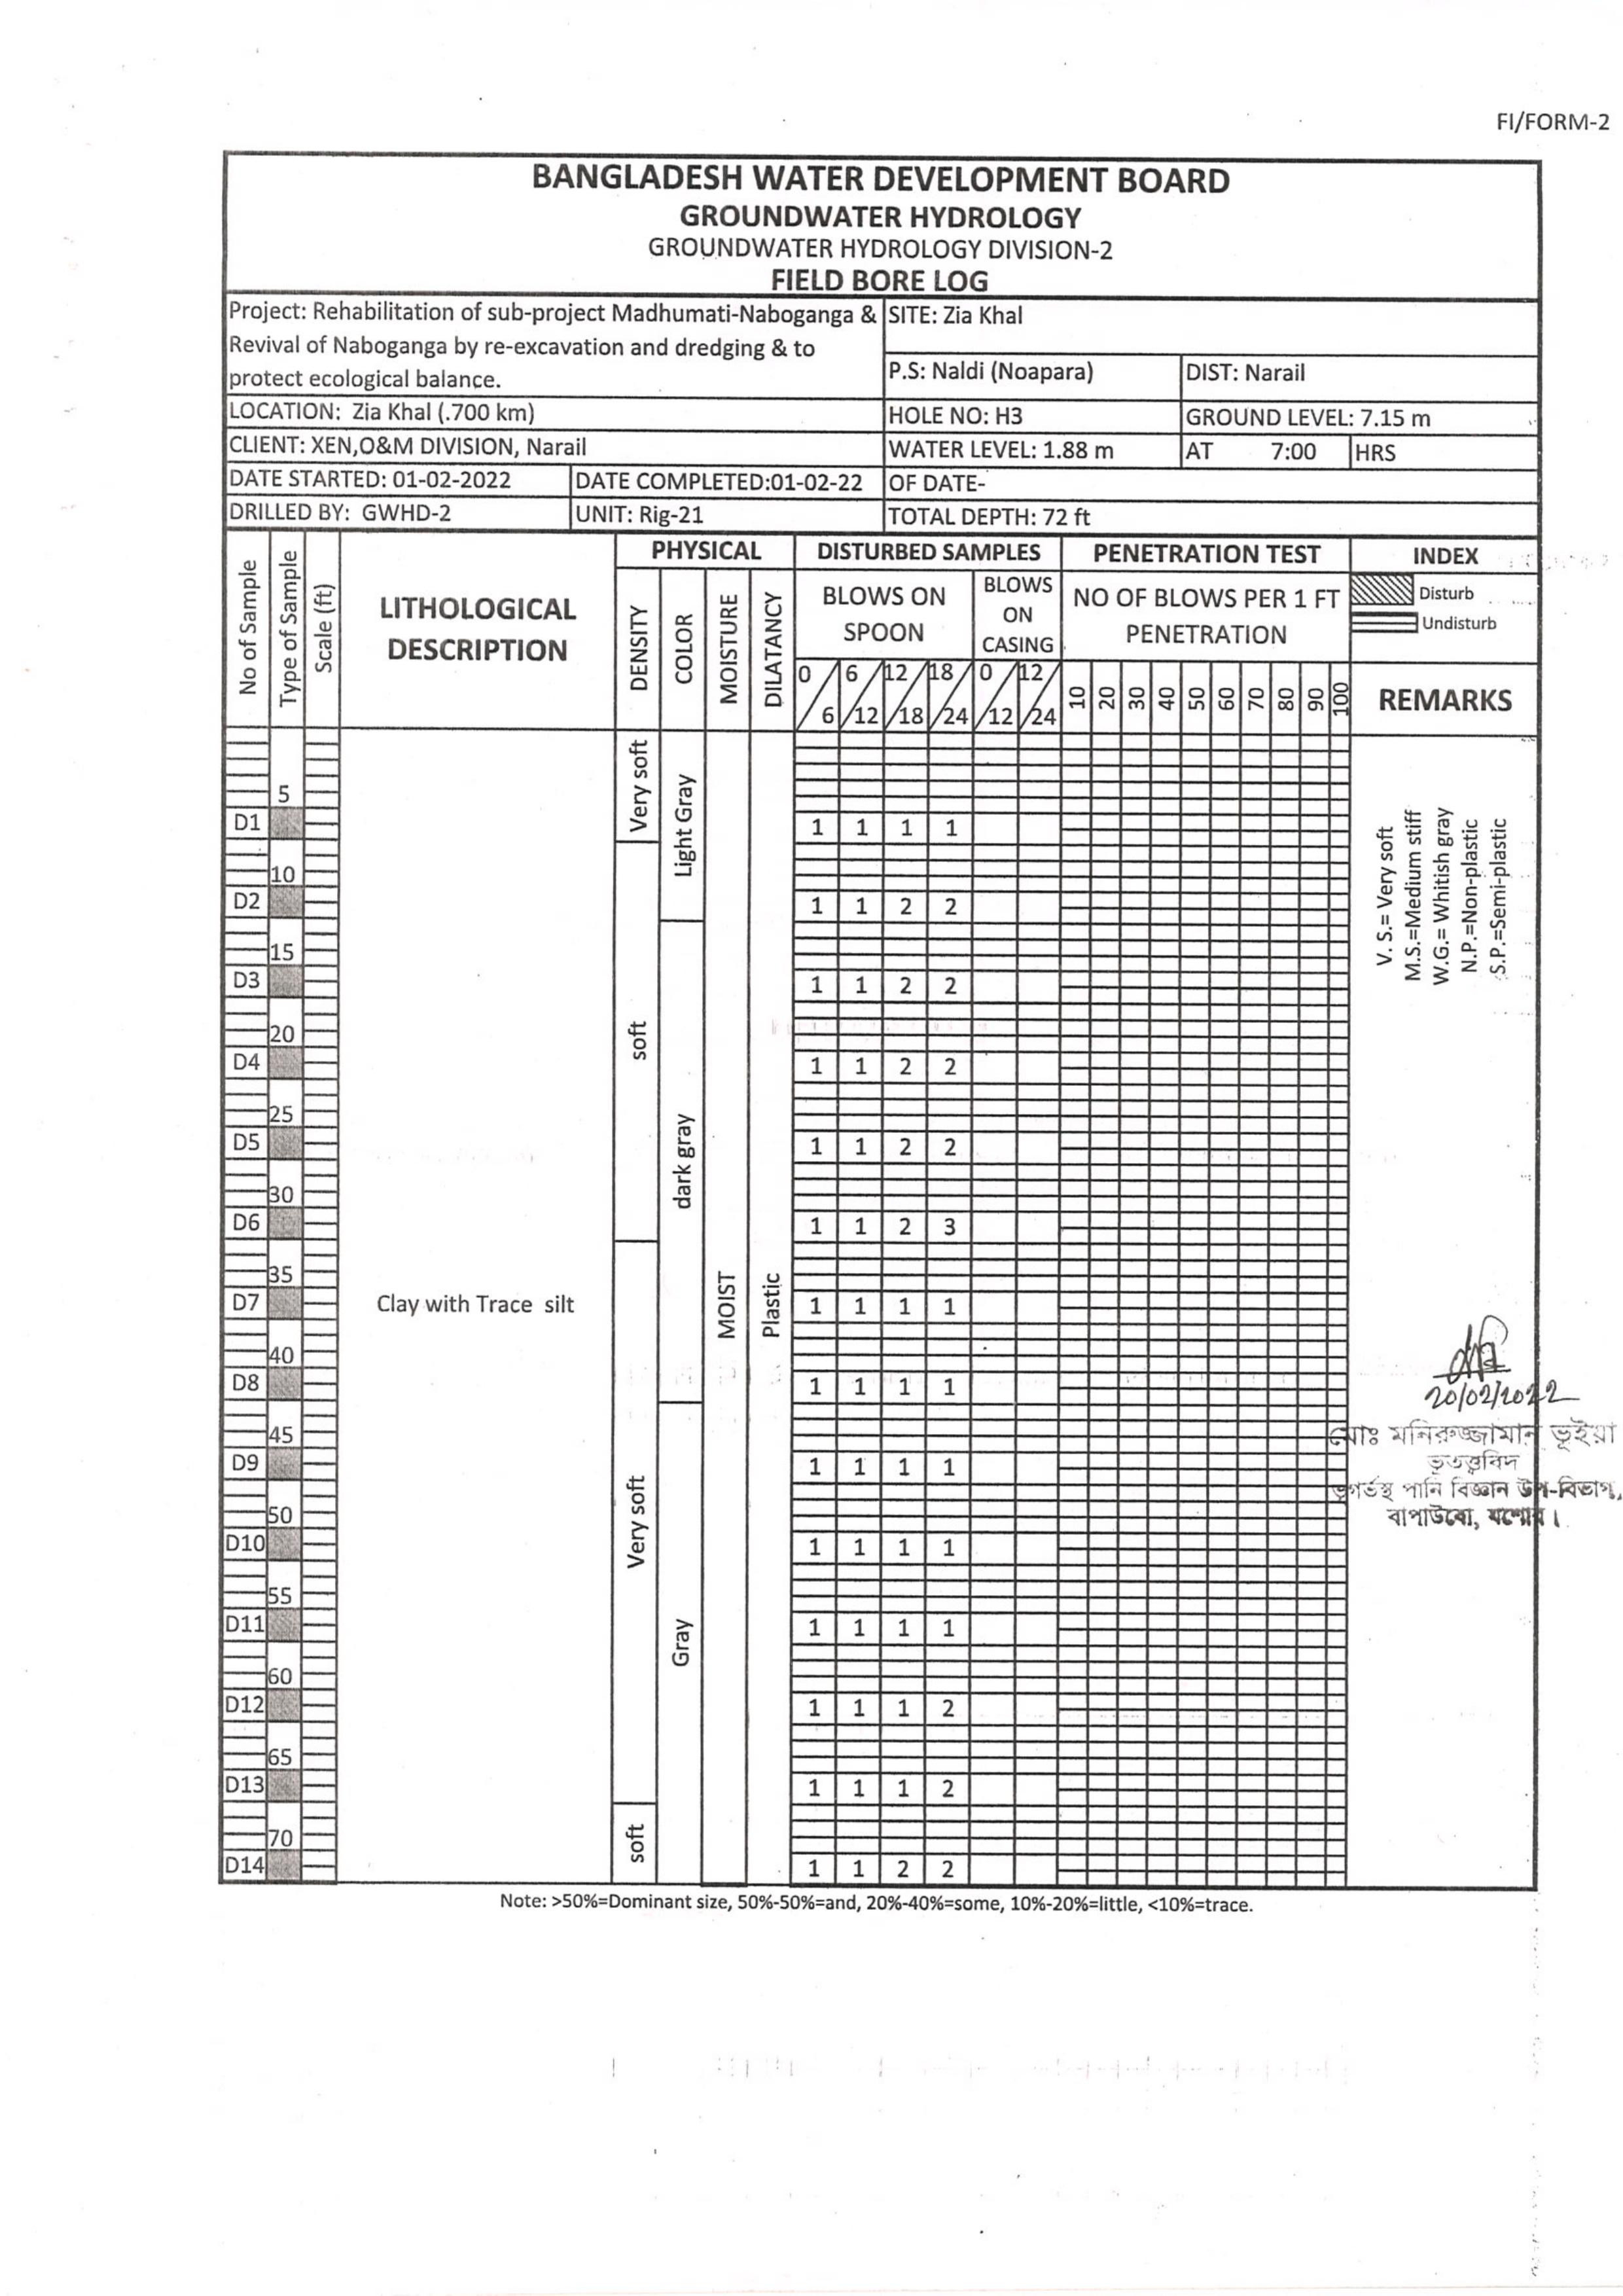 FI/FORM-2
BANGLADESH WATER DEVELOPMENT BOARD
GROUNDWATER HYDROLOGY
GROUNDWATER HYDROLOGY DIVISION-2
FIELD BORE LOG
Project: Rehabilitation of sub-project Madhumati-Naboganga & SITE: Zia Khal
Revival of Naboganga by re-excavation and dredging & to
protect ecological balance. P.S: Naldi (Noapara) DIST: Narail
LOCATION: Zia Khal (.700 km) HOLE NO: H3 GROUND LEVEL: 7.15 m
CLIENT: XEN,O&M DIVISION, Narail WATER LEVEL: 1.88 m AT 7:00 HRS
DATE STARTED: 01-02-2022 DATE COMPLETED:01-02-22 OF DATE-
DRILLED BY: GWHD-2 UNIT: Rig-21 TOTAL DEPTH: 72 ft
No of Sample Type of Sample Scale (ft) LITHOLOGICAL DESCRIPTION
PHYSICAL DISTURBED SAMPLES PENETRATION TEST INDEX
DENSITY COLOR MOISTURE DILATANCY
BLOWS ON SPOON BLOWS ON CASING NO OF BLOWS PER 1 FT PENETRATION
Disturb
Undisturb
0/6 6/12 12/18 18/24 0/12 12/24 10 20 30 40 50 60 70 80 90 100 REMARKS
Very soft
Light Gray
5
D1 1 1 1 1
10
D2 1 1 2 2
V. S.= Very soft
M.S.=Medium stiff
W.G.= Whitish gray
N.P.=Non-plastic
S.P.=Semi-plastic
15
D3 1 1 2 2
soft
20
D4 1 1 2 2
25
D5 1 1 2 2
dark gray
30
D6 1 1 2 3
35
D7 Clay with Trace silt MOIST Plastic 1 1 1 1
40
D8 1 1 1 1
20/02/2022
মোঃ মনিরুজ্জামান ভূইয়া
ভূতত্ত্ববিদ
ভূগর্ভস্থ পানি বিজ্ঞান উপ-বিভাগ,
বাপাউবো, যশোর।
45
D9 1 1 1 1
Very soft
50
D10 1 1 1 1
55
D11 1 1 1 1
Gray
60
D12 1 1 1 2
65
D13 1 1 1 2
soft
70
D14 1 1 2 2
Note: >50%=Dominant size, 50%-50%=and, 20%-40%=some, 10%-20%=little, <10%=trace.